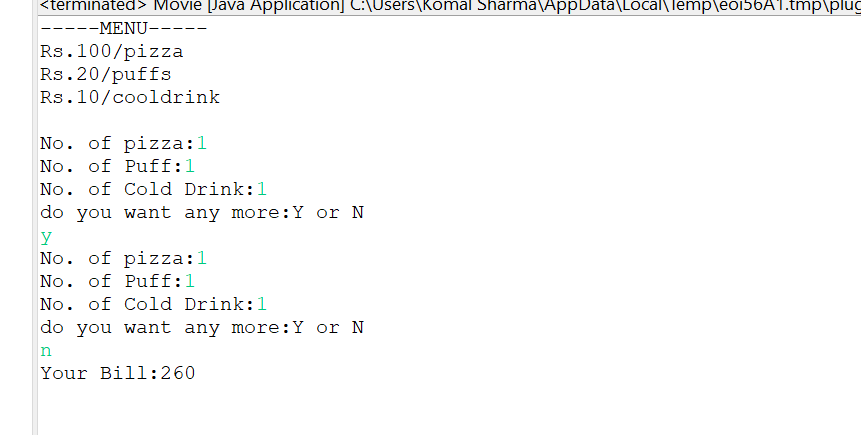 <terminated> Movie [Java Application] C:\Users\Komal Sharma\AppData\Local\Temp\eoi56A1.tmp\plug
-----MENU-----
Rs.100/pizza
Rs.20/puffs
Rs.10/cooldrink
No. of pizza:1
No. of Puff:1
No. of Cold Drink:1
do you want any more:Y or N
y
No. of pizza:1
No. of Puff:1
No. of Cold Drink:1
do you want any more:Y or N
n
Your Bill:260